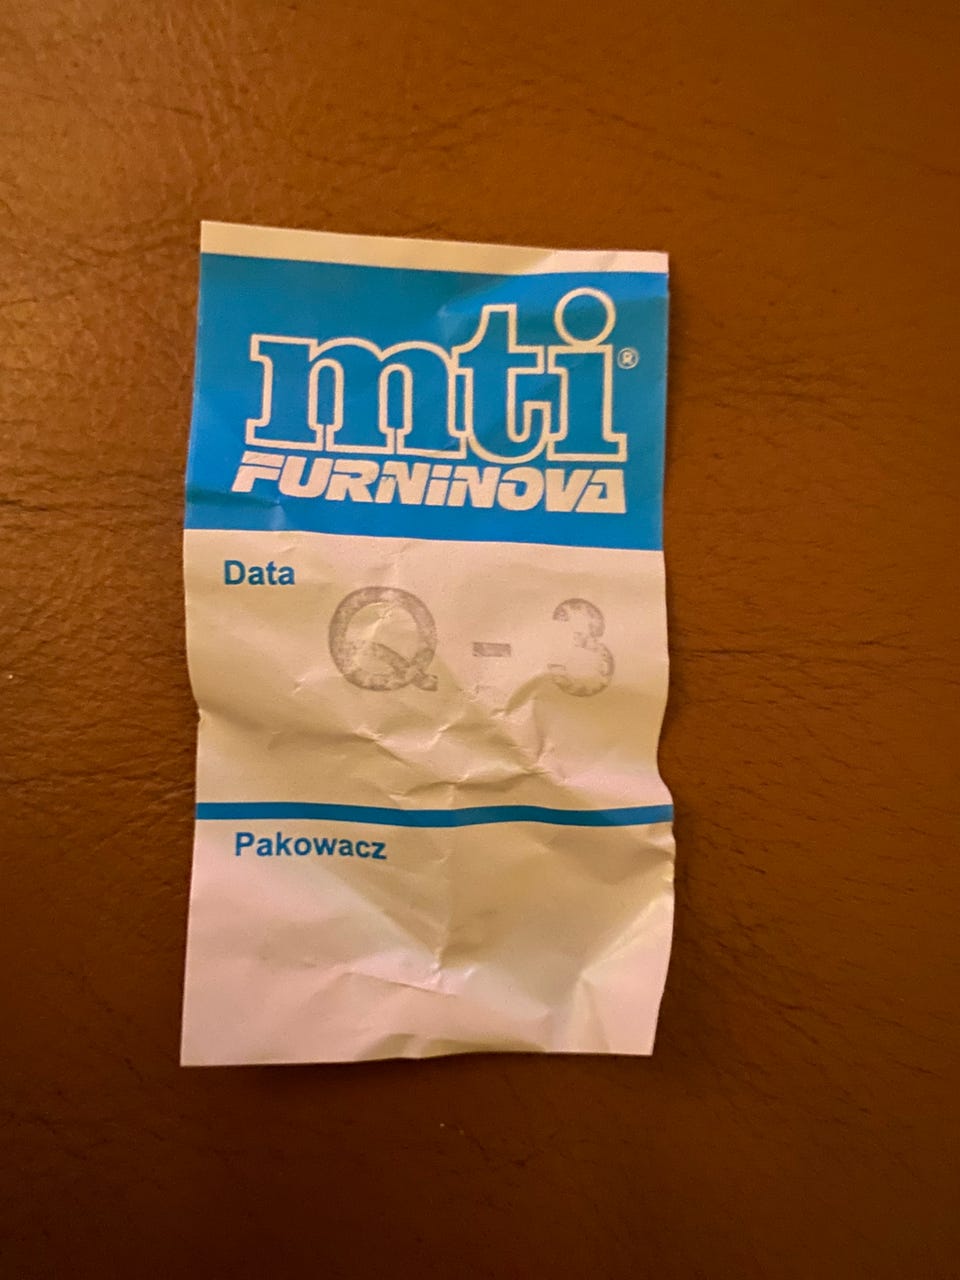 mti®
FURNINOVA
Data
Q - 3
Pakowacz